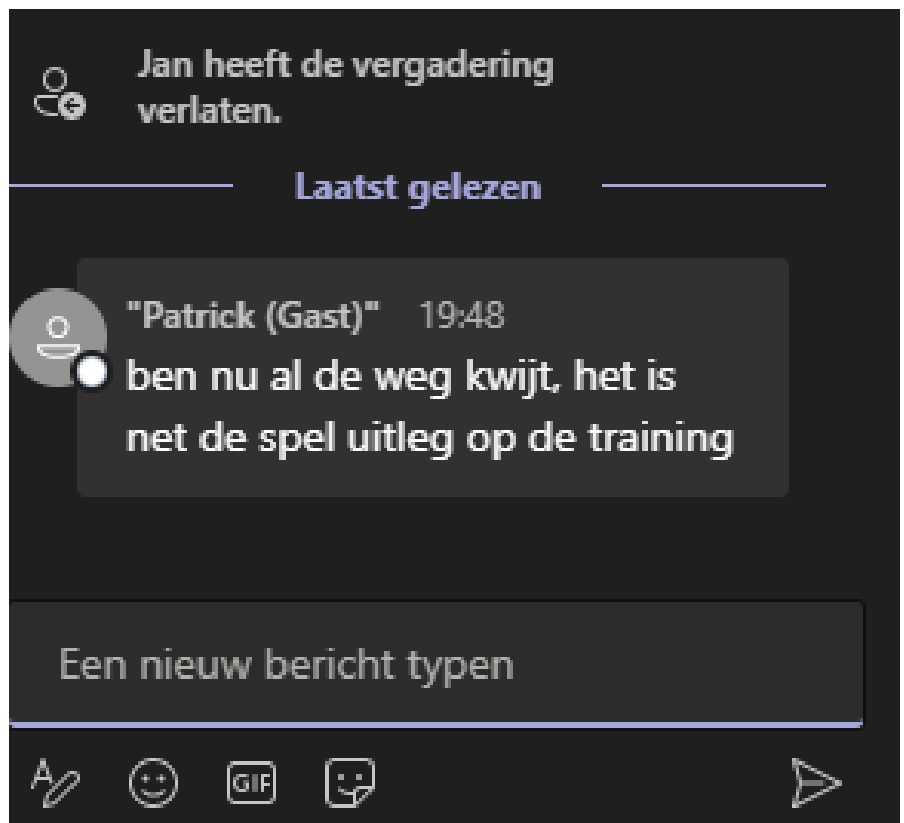 Jan heeft de vergadering
verlaten.
Laatst gelezen
"Patrick (Gast)" 19:48
ben nu al de weg kwijt, het is
net de spel uitleg op de training
Een nieuw bericht typen
A
GIF